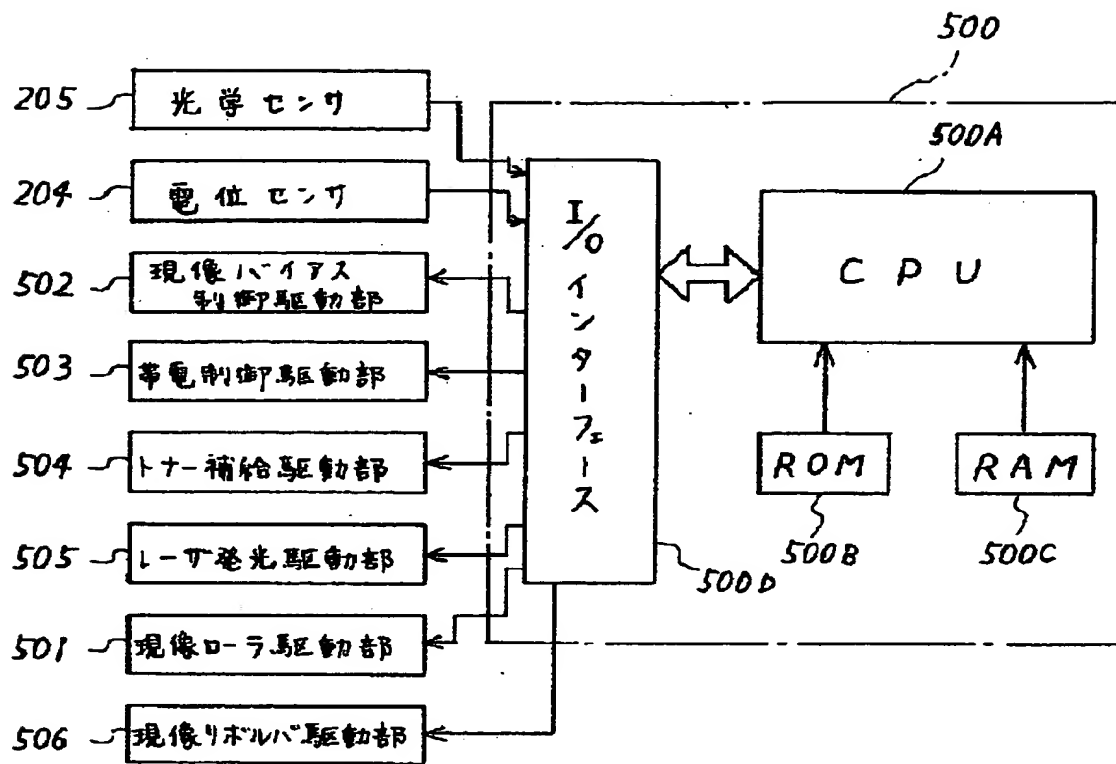 500
205 光学センサ
500A
204 電位センサ
I/O インターフェース
CPU
502 現像バイアス
制御駆動部
503 帯電制御駆動部
504 トナー補給駆動部
ROM
RAM
500B
500C
505 レーザ発光駆動部
500D
501 現像ローラ駆動部
506 現像リボルバ駆動部